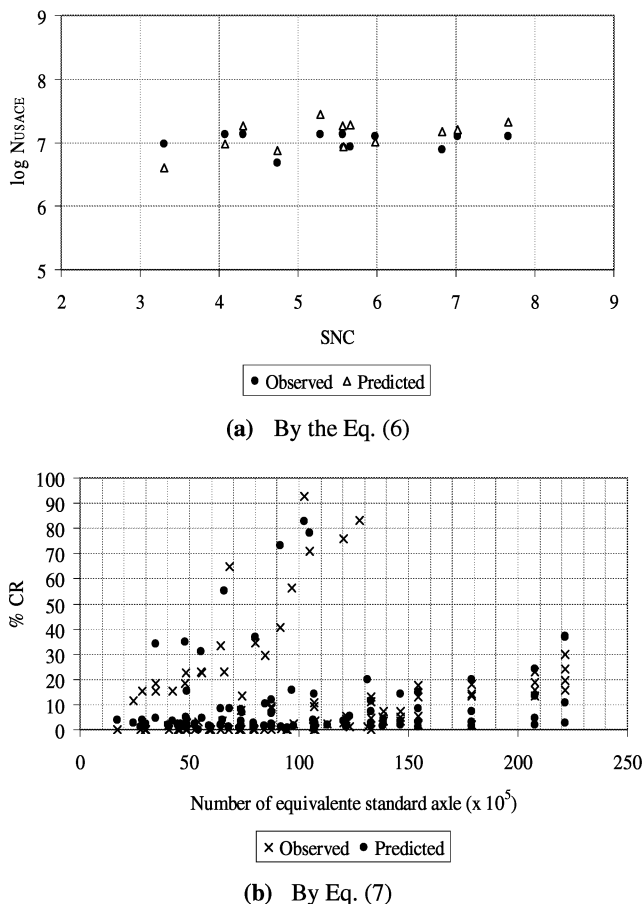 9
8
7
6
5
log NUSACE
2 3 4 5 6 7 8 9
SNC
● Observed △ Predicted
(a) By the Eq. (6)
100
90
80
70
60
50
40
30
20
10
0
% CR
0 50 100 150 200 250
Number of equivalente standard axle (x 10⁵)
× Observed ● Predicted
(b) By Eq. (7)